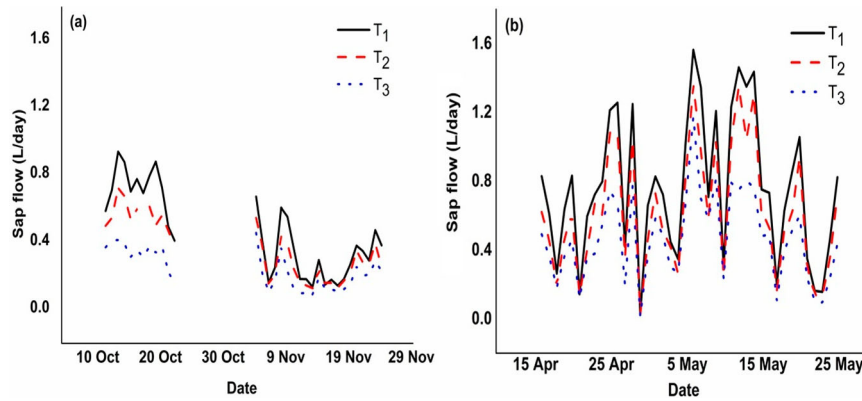 (a)
T1
T2
T3
1.6
1.2
0.8
0.4
0.0
Sap flow (L/day)
10 Oct 20 Oct 30 Oct 9 Nov 19 Nov 29 Nov
Date
(b)
T1
T2
T3
1.6
1.2
0.8
0.4
0.0
Sap flow (L/day)
15 Apr 25 Apr 5 May 15 May 25 May
Date